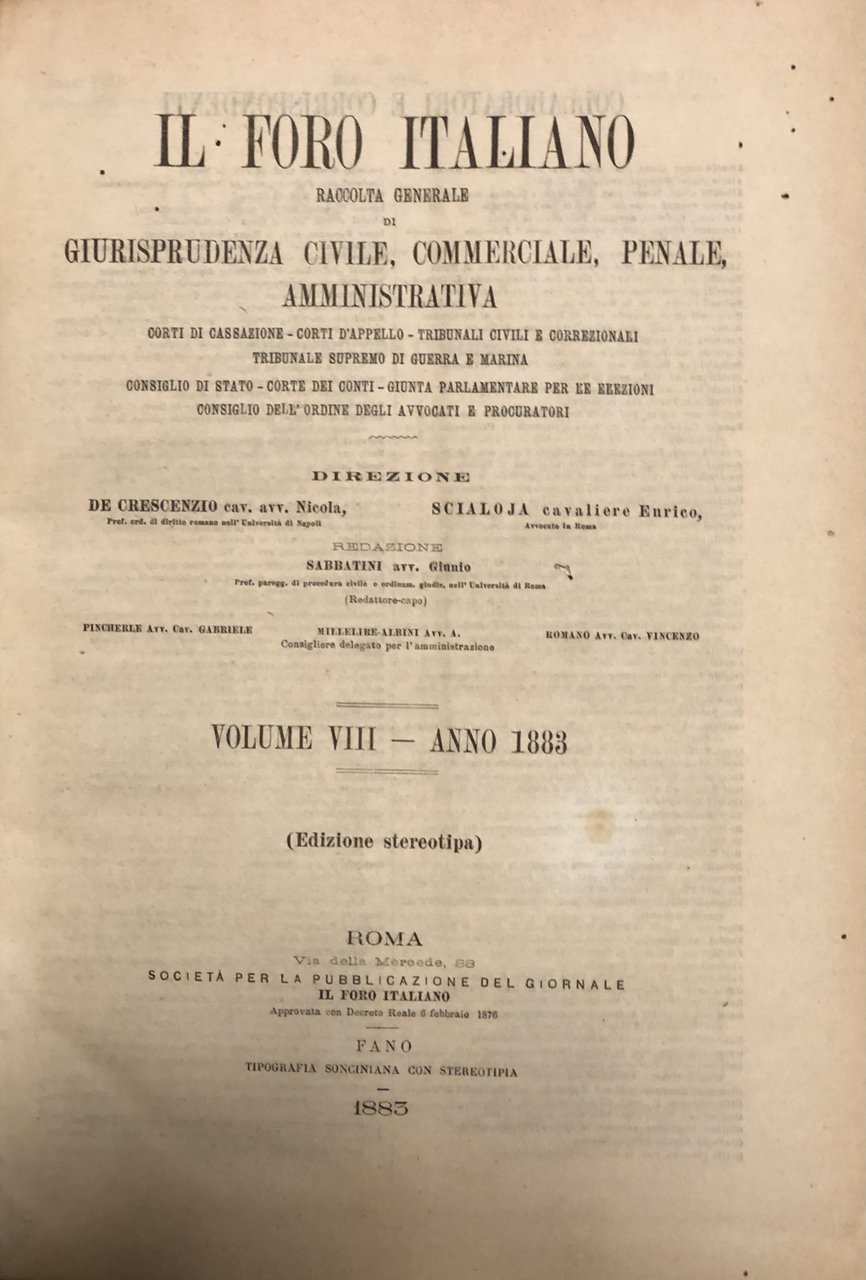 IL FORO ITALIANO
RACCOLTA GENERALE
DI
GIURISPRUDENZA CIVILE, COMMERCIALE, PENALE,
AMMINISTRATIVA
CORTI DI CASSAZIONE - CORTI D'APPELLO - TRIBUNALI CIVILI E CORREZIONALI
TRIBUNALE SUPREMO DI GUERRA E MARINA
CONSIGLIO DI STATO - CORTE DEI CONTI - GIUNTA PARLAMENTARE PER EE EEEZIONI
CONSIGLIO DELL'ORDINE DEGLI AVVOCATI E PROCURATORI
DIREZIONE
DE CRESCENZIO cav. avv. Nicola, SCIALOJA cavaliere Enrico,
Prof. ord. di diritto romano nell'Università di Napoli Avvocato in Roma
REDAZIONE
SABBATINI avv. Giunio
Prof. paregg. di procedura civile e ordinam. giudiz. nell'Università di Roma
(Redattore-capo)
PINCHERLE Avv. Cav. GABRIELE MILLELIRE-ALBINI Avv. A. ROMANO Avv. Cav. VINCENZO
Consigliere delegato per l'amministrazione
VOLUME VIII — ANNO 1883
(Edizione stereotipa)
ROMA
Via della Mercede, 33
SOCIETÀ PER LA PUBBLICAZIONE DEL GIORNALE
IL FORO ITALIANO
Approvata con Decreto Reale 6 febbraio 1876
FANO
TIPOGRAFIA SONCINIANA CON STEREOTIPIA
1883